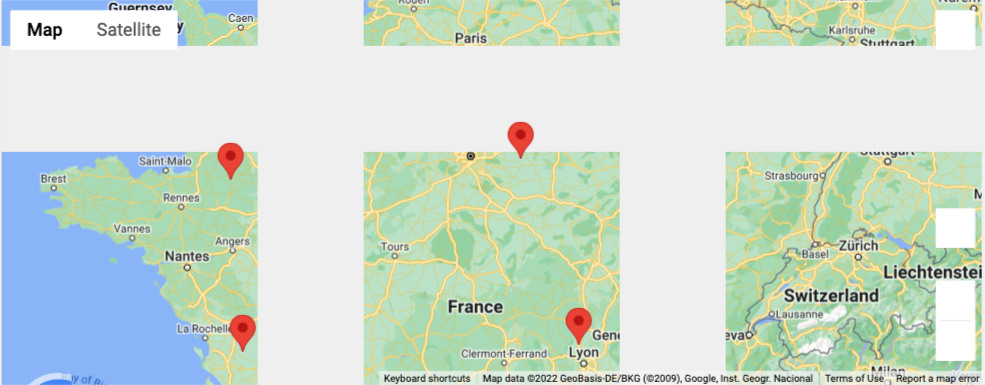 Guernsey
Caen
Rouen
Map Satellite
Paris
Karlsruhe
Stuttgart
Saint-Malo
Brest
Rennes
Vannes
Angers
Nantes
La Rochelle
Tours
France
Clermont-Ferrand
Lyon
Gene
Stuttgart
Strasbourg
Zürich
Basel
Liechtenstei
Switzerland
Lausanne
eva
Milan
Keyboard shortcuts
Map data ©2022 GeoBasis-DE/BKG (©2009), Google, Inst. Geogr. Nacional
Terms of Use
Report a map error